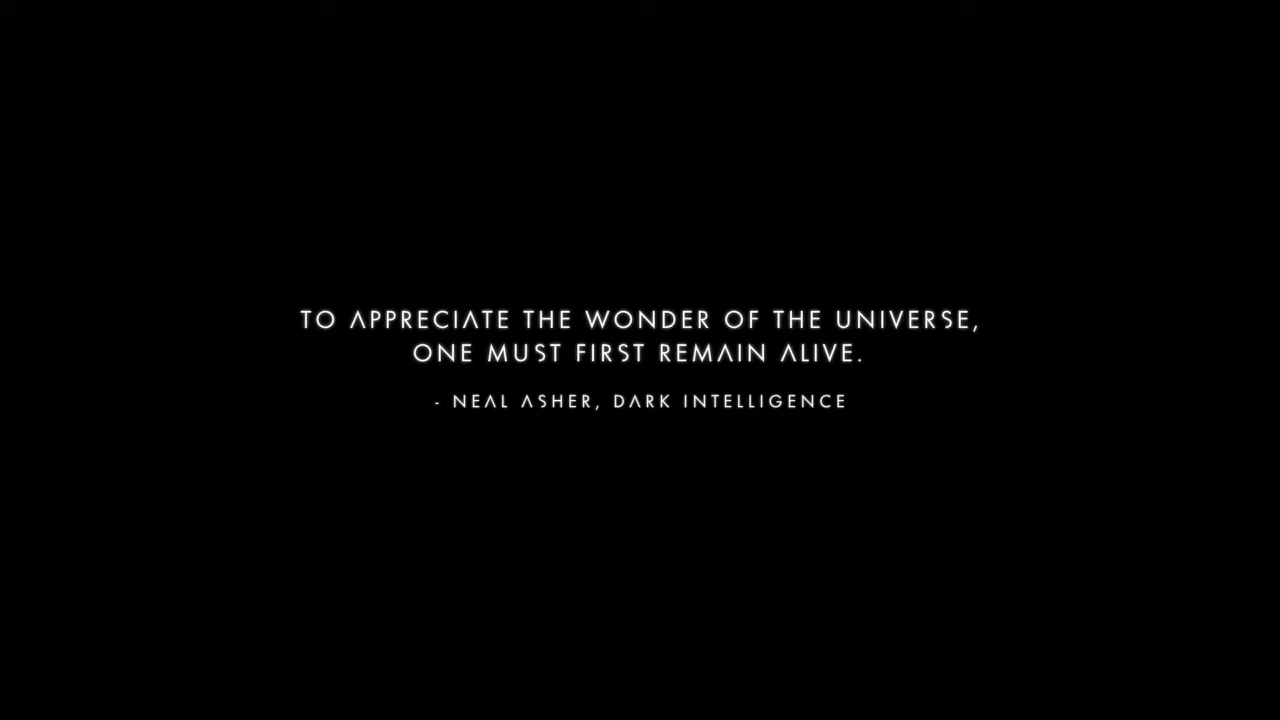 TO APPRECIATE THE WONDER OF THE UNIVERSE,
ONE MUST FIRST REMAIN ALIVE.
- NEAL ASHER, DARK INTELLIGENCE